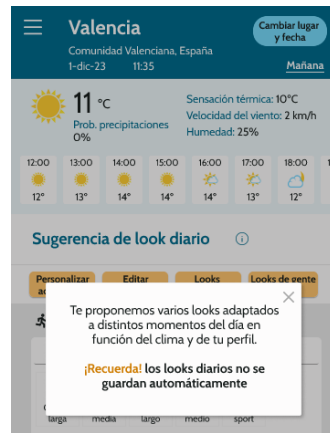 Valencia
Cambiar lugar
y fecha
Comunidad Valenciana, España
1-dic-23 11:35
Mañana
11 °C
Prob. precipitaciones
0%
Sensación térmica: 10°C
Velocidad del viento: 2 km/h
Humedad: 25%
12:00 13:00 14:00 15:00 16:00 17:00 18:00
12° 13° 14° 14° 14° 13° 12°
Sugerencia de look diario
Personalizar Editar Looks Looks de gente
Te proponemos varios looks adaptados
a distintos momentos del día en
función del clima y de tu perfil.
¡Recuerda! los looks diarios no se
guardan automáticamente
larga media largo medio sport